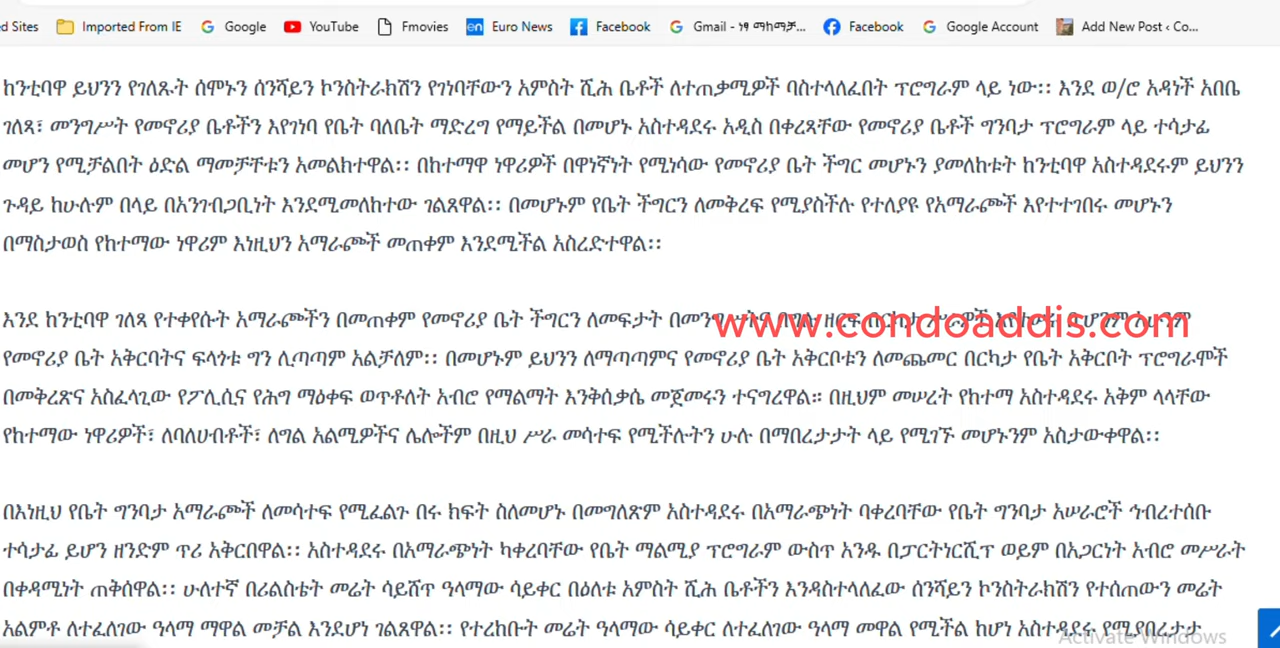 d Sites Imported From IE Google YouTube Fmovies Euro News Facebook Gmail - ነፃ ማከማቻ... Facebook Google Account Add New Post ‹ Co...
ከንቲባዋ ይህንን የገለጹት ሰሞኑን ሰንሻይን ኮንስትራክሽን የገነባቸውን አምስት ሺሕ ቤቶች ለተጠቃሚዎች ባስተላለፈበት ፕሮግራም ላይ ነው፡፡ እንደ ወ/ሮ አዳነች አበቤ
ገለጻ፣ መንግሥት የመኖሪያ ቤቶችን እየገነባ የቤት ባለቤት ማድረግ የማይችል በመሆኑ አስተዳደሩ አዲስ በቀረጻቸው የመኖሪያ ቤቶች ግንባታ ፕሮግራም ላይ ተሳታፊ
መሆን የሚቻልበት ዕድል ማመቻቸቱን አመልክተዋል፡፡ በከተማዋ ነዋሪዎች በዋነኛነት የሚነሳው የመኖሪያ ቤት ችግር መሆኑን ያመለከቱት ከንቲባዋ አስተዳደሩም ይህንን
ጉዳይ ከሁሉም በላይ በአንገብጋቢነት እንደሚመለከተው ገልጸዋል፡፡ በመሆኑም የቤት ችግርን ለመቅረፍ የሚያስችሉ የተለያዩ የአማራጮች እየተተገበሩ መሆኑን
በማስታወስ የከተማው ነዋሪም እነዚህን አማራጮች መጠቀም እንደሚችል አስረድተዋል፡፡
እንደ ከንቲባዋ ገለጻ የተቀየሱት አማራጮችን በመጠቀም የመኖሪያ ቤት ችግርን ለመፍታት በመንግሥትና በግሉ ዘርፍ
www.condoaddis.com
የመኖሪያ ቤት አቅርቦትና ፍላጎቱ ግን ሊጣጣም አልቻለም፡፡ በመሆኑም ይህንን ለማጣጣምና የመኖሪያ ቤት አቅርቦቱን ለመጨመር በርካታ የቤት አቅርቦት ፕሮግራሞች
በመቅረጽና አስፈላጊው የፖሊሲና የሕግ ማዕቀፍ ወጥቶለት አብሮ የማልማት እንቅስቃሴ መጀመሩን ተናግረዋል። በዚህም መሠረት የከተማ አስተዳደሩ አቅም ላላቸው
የከተማው ነዋሪዎች፣ ለባለሀብቶች፣ ለግል አልሚዎችና ሌሎችም በዚህ ሥራ መሳተፍ የሚችሉትን ሁሉ በማበረታታት ላይ የሚገኙ መሆኑንም አስታውቀዋል፡፡
በእነዚህ የቤት ግንባታ አማራጮች ለመሳተፍ የሚፈልጉ በሩ ክፍት ስለመሆኑ በመግለጽም አስተዳደሩ በአማራጭነት ባቀረባቸው የቤት ግንባታ አሠራሮች ኅብረተሰቡ
ተሳታፊ ይሆን ዘንድም ጥሪ አቅርበዋል፡፡ አስተዳደሩ በአማራጭነት ካቀረባቸው የቤት ማልሚያ ፕሮግራም ውስጥ አንዱ በፓርትነርሺፕ ወይም በአጋርነት አብሮ መሥራት
በቀዳሚነት ጠቅሰዋል፡፡ ሁለተኛ በሪልስቴት መሬት ሳይሸጥ ዓላማው ሳይቀር በዕለቱ አምስት ሺሕ ቤቶችን እንዳስተላለፈው ሰንሻይን ኮንስትራክሽን የተሰጠውን መሬት
አልምቶ ለተፈለገው ዓላማ ማዋል መቻል እንደሆነ ገልጸዋል፡፡ የተረከቡት መሬት ዓላማው ሳይቀር ለተፈለገው ዓላማ መዋል የሚችል ከሆነ አስተዳደሩ የሚያበረታታ
Activate Windows